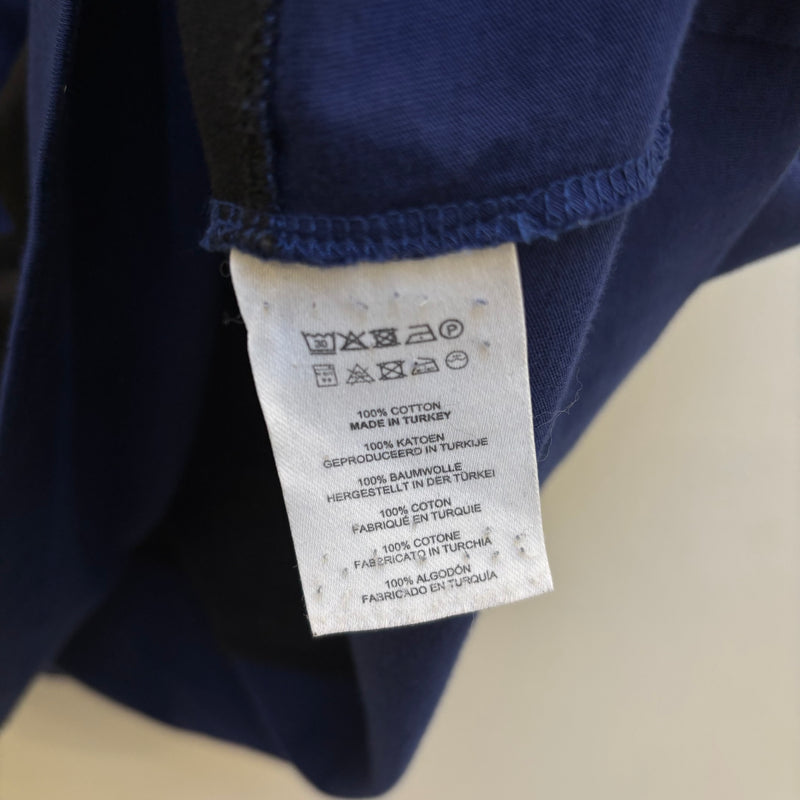 30 P
100% COTTON
MADE IN TURKEY
100% KATOEN
GEPRODUCEERD IN TURKIJE
100% BAUMWOLLE
HERGESTELLT IN DER TÜRKEI
100% COTON
FABRIQUÉ EN TURQUIE
100% COTONE
FABBRICATO IN TURCHIA
100% ALGODÓN
FABRICADO EN TURQUÍA